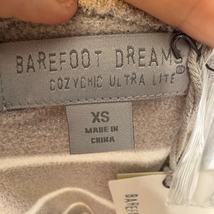 BAREFOOT DREAMS
COZYCHIC ULTRA LITE®
XS
MADE IN
CHINA